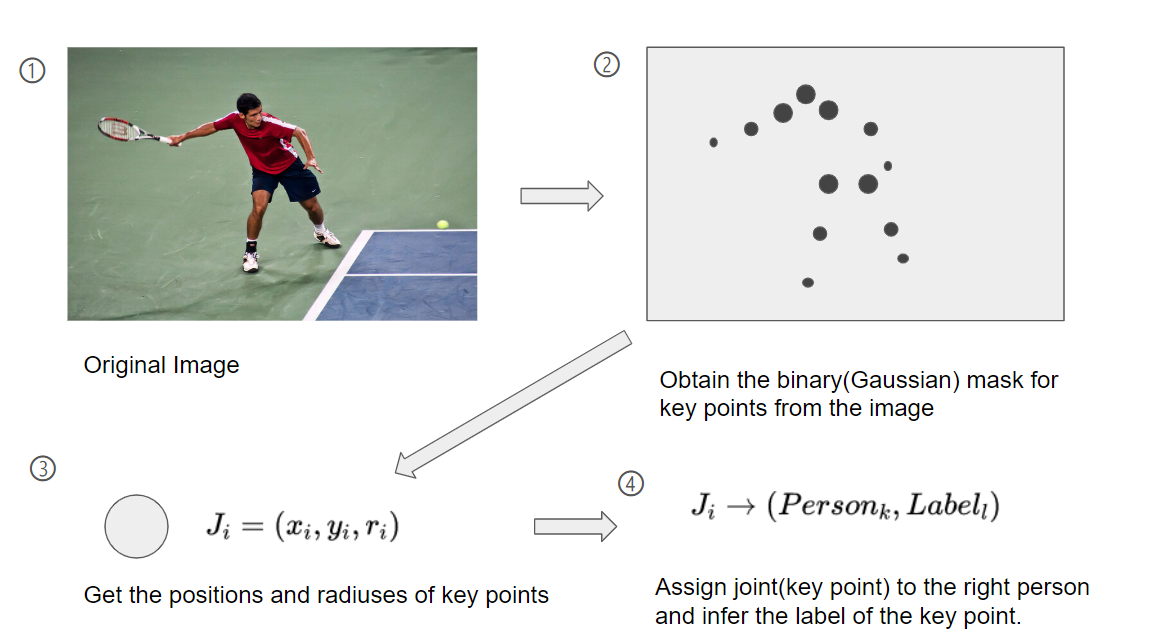 ①
②
Original Image
Obtain the binary(Gaussian) mask for
key points from the image
③
J_i = (x_i, y_i, r_i)
Get the positions and radiuses of key points
④
J_i → (Person_k, Label_l)
Assign joint(key point) to the right person
and infer the label of the key point.